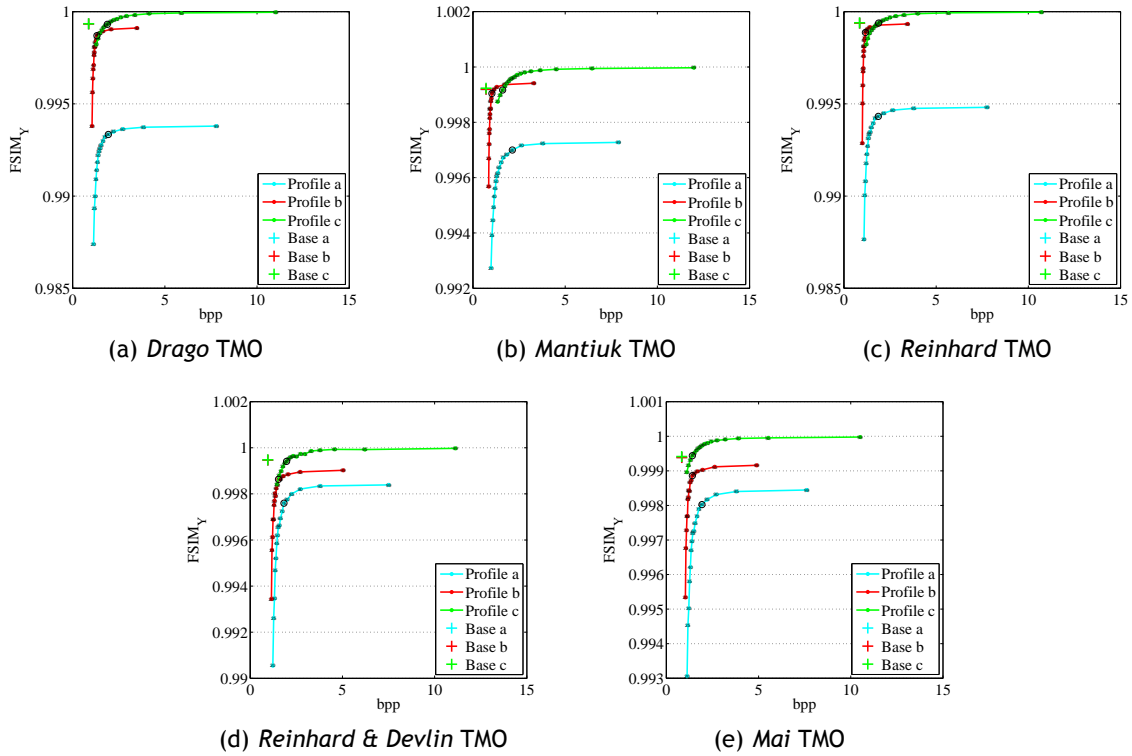 1
0.995
0.99
0.985
FSIM_Y
0 5 10 15
bpp
Profile a
Profile b
Profile c
Base a
Base b
Base c
(a) Drago TMO
1.002
1
0.998
0.996
0.994
0.992
FSIM_Y
0 5 10 15
bpp
Profile a
Profile b
Profile c
Base a
Base b
Base c
(b) Mantiuk TMO
1
0.995
0.99
0.985
FSIM_Y
0 5 10 15
bpp
Profile a
Profile b
Profile c
Base a
Base b
Base c
(c) Reinhard TMO
1.002
1
0.998
0.996
0.994
0.992
0.99
FSIM_Y
0 5 10 15
bpp
Profile a
Profile b
Profile c
Base a
Base b
Base c
(d) Reinhard & Devlin TMO
1.001
1
0.999
0.998
0.997
0.996
0.995
0.994
0.993
FSIM_Y
0 5 10 15
bpp
Profile a
Profile b
Profile c
Base a
Base b
Base c
(e) Mai TMO